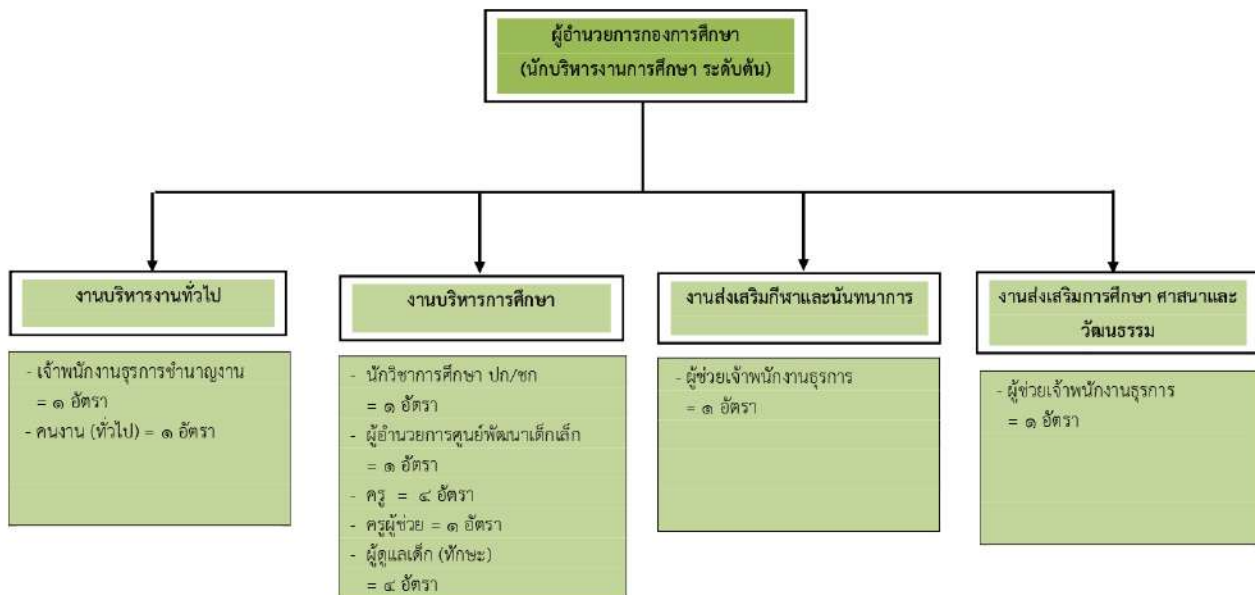 ผู้อำนวยการกองการศึกษา
(นักบริหารงานการศึกษา ระดับต้น)
งานบริหารงานทั่วไป
- เจ้าพนักงานธุรการชำนาญงาน
= ๑ อัตรา
- คนงาน (ทั่วไป) = ๑ อัตรา
งานบริหารการศึกษา
- นักวิชาการศึกษา ปก/ชก
= ๑ อัตรา
- ผู้อำนวยการศูนย์พัฒนาเด็กเล็ก
= ๑ อัตรา
- ครู = ๔ อัตรา
- ครูผู้ช่วย = ๑ อัตรา
- ผู้ดูแลเด็ก (ทักษะ)
= ๔ อัตรา
งานส่งเสริมกีฬาและนันทนาการ
- ผู้ช่วยเจ้าพนักงานธุรการ
= ๑ อัตรา
งานส่งเสริมการศึกษา ศาสนาและ
วัฒนธรรม
- ผู้ช่วยเจ้าพนักงานธุรการ
= ๑ อัตรา